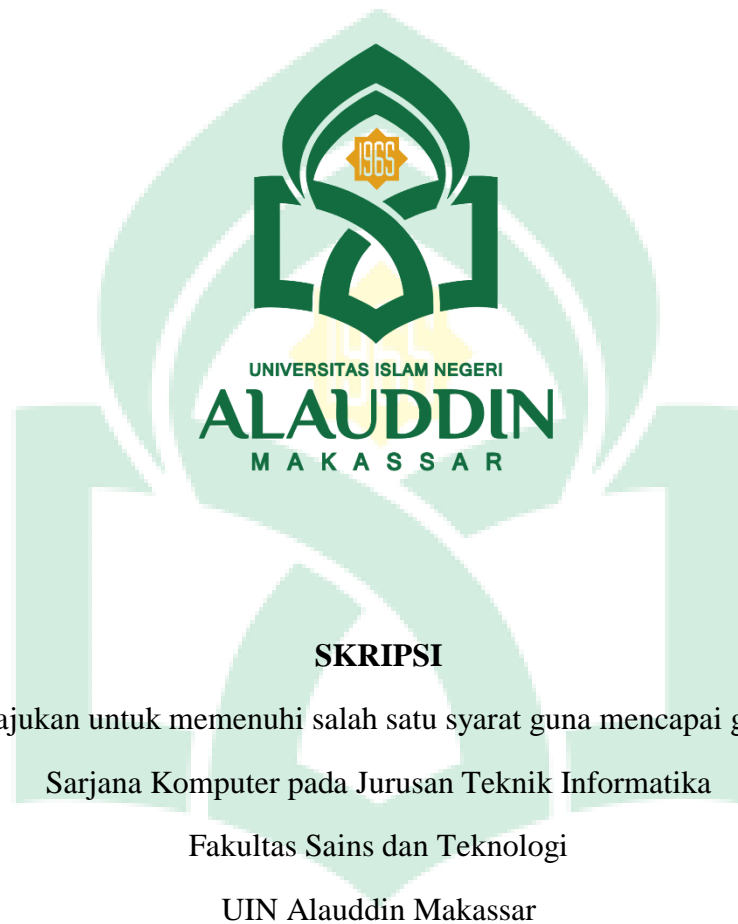 1965
UNIVERSITAS ISLAM NEGERI
ALAUDDIN
MAKASSAR
1965
SKRIPSI
ajukan untuk memenuhi salah satu syarat guna mencapai g
Sarjana Komputer pada Jurusan Teknik Informatika
Fakultas Sains dan Teknologi
UIN Alauddin Makassar